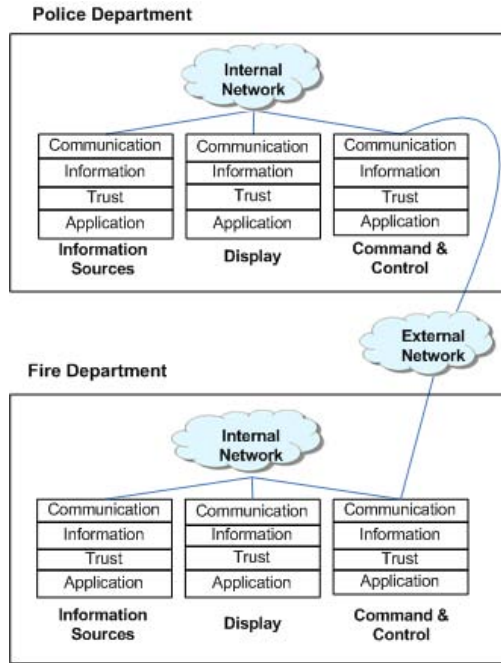 Police Department
Internal
Network
Communication
Information
Trust
Application
Information
Sources
Communication
Information
Trust
Application
Display
Communication
Information
Trust
Application
Command &
Control
External
Network
Fire Department
Internal
Network
Communication
Information
Trust
Application
Information
Sources
Communication
Information
Trust
Application
Display
Communication
Information
Trust
Application
Command &
Control